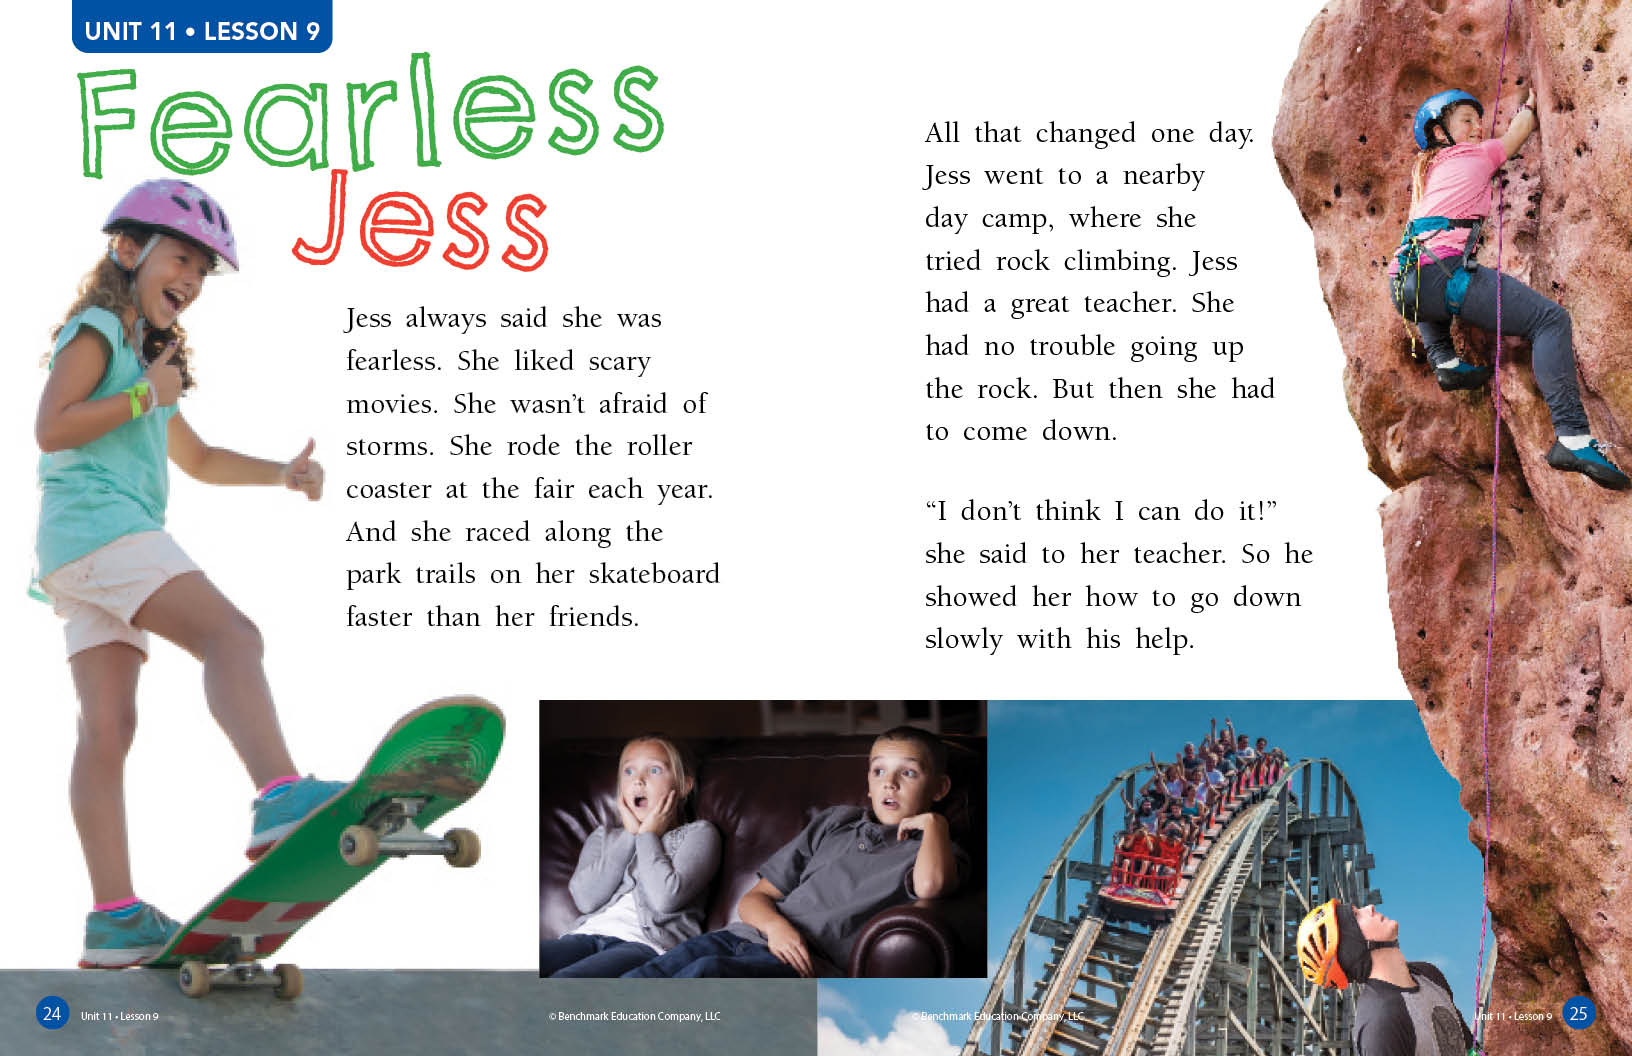 UNIT 11 • LESSON 9
Fearless
Jess
Jess always said she was
fearless. She liked scary
movies. She wasn’t afraid of
storms. She rode the roller
coaster at the fair each year.
And she raced along the
park trails on her skateboard
faster than her friends.
24
Unit 11 • Lesson 9
© Benchmark Education Company, LLC
All that changed one day.
Jess went to a nearby
day camp, where she
tried rock climbing. Jess
had a great teacher. She
had no trouble going up
the rock. But then she had
to come down.
“I don’t think I can do it!”
she said to her teacher. So he
showed her how to go down
slowly with his help.
© Benchmark Education Company, LLC
Unit 11 • Lesson 9
25